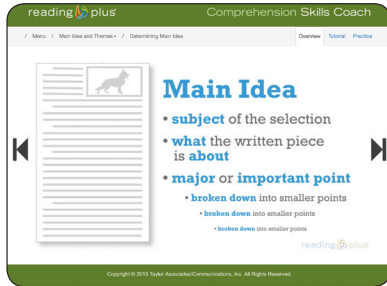 reading plus® Comprehension Skills Coach
/ Menu / Main Idea and Themes / Determining Main Idea Overview Tutorial Practice
Main Idea
• subject of the selection
• what the written piece
is about
• major or important point
• broken down into smaller points
• broken down into smaller points
• broken down into smaller points
reading plus®
Copyright © 2015 Taylor Associates/Communications, Inc. All Rights Reserved.